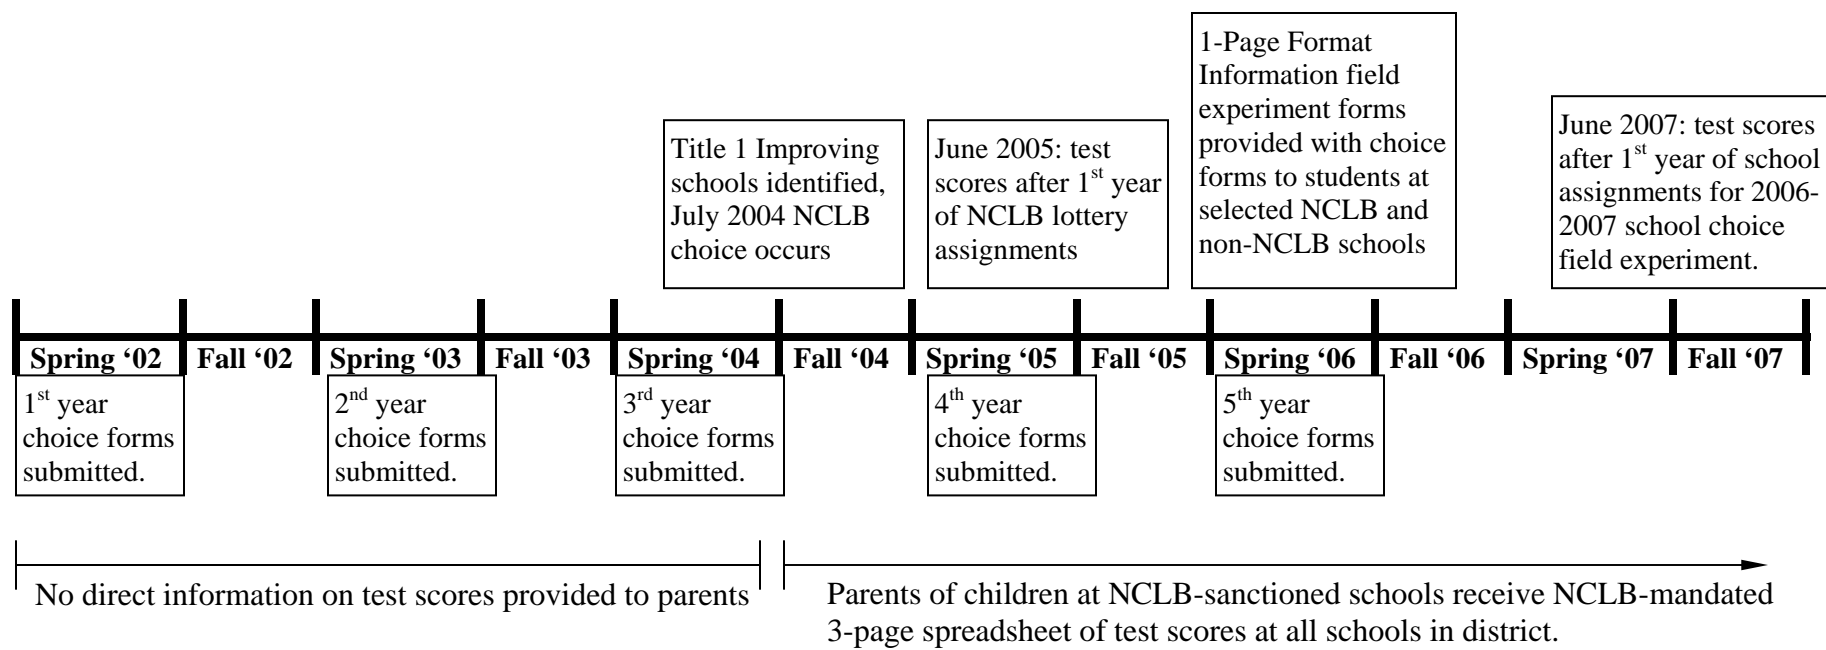 1-Page Format
Information field
experiment forms
provided with choice
forms to students at
selected NCLB and
non-NCLB schools
Title 1 Improving
schools identified,
July 2004 NCLB
choice occurs
June 2005: test
scores after 1st year
of NCLB lottery
assignments
June 2007: test scores
after 1st year of school
assignments for 2006-
2007 school choice
field experiment.
Spring ‘02 Fall ‘02 Spring ‘03 Fall ‘03 Spring ‘04 Fall ‘04 Spring ‘05 Fall ‘05 Spring ‘06 Fall ‘06 Spring ‘07 Fall ‘07
1st year
choice forms
submitted.
2nd year
choice forms
submitted.
3rd year
choice forms
submitted.
4th year
choice forms
submitted.
5th year
choice forms
submitted.
No direct information on test scores provided to parents
Parents of children at NCLB-sanctioned schools receive NCLB-mandated
3-page spreadsheet of test scores at all schools in district.